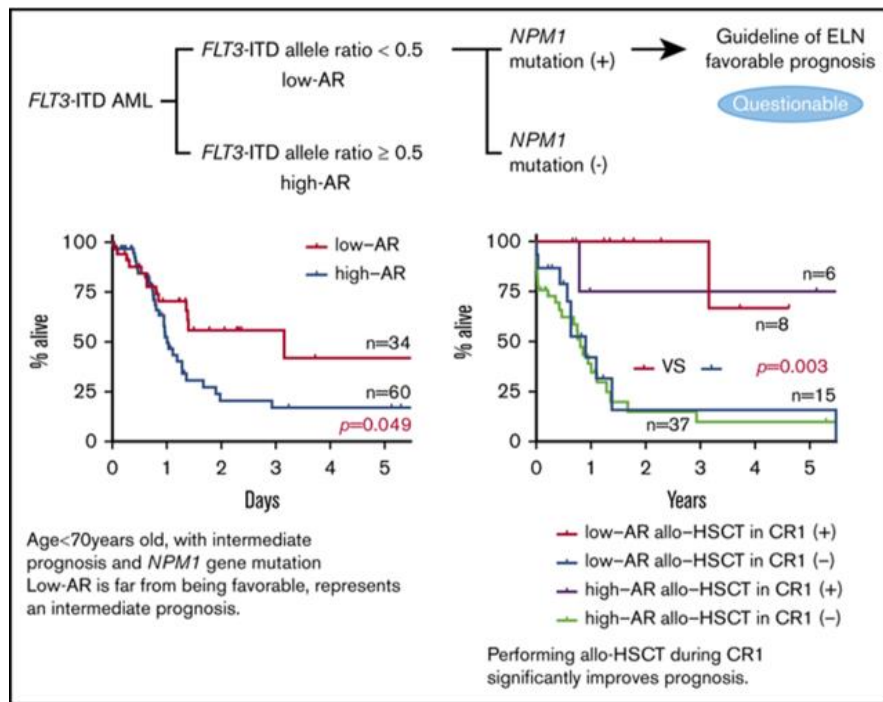 FLT3-ITD AML
FLT3-ITD allele ratio < 0.5
low-AR
FLT3-ITD allele ratio ≥ 0.5
high-AR
NPM1
mutation (+)
NPM1
mutation (-)
Guideline of ELN
favorable prognosis
Questionable
100
75
50
25
0
% alive
low–AR
high–AR
n=34
n=60
p=0.049
0 1 2 3 4 5
Days
Age<70years old, with intermediate
prognosis and NPM1 gene mutation
Low-AR is far from being favorable, represents
an intermediate prognosis.
100
75
50
25
0
% alive
n=6
n=8
VS
p=0.003
n=15
n=37
0 1 2 3 4 5
Years
low–AR allo–HSCT in CR1 (+)
low–AR allo–HSCT in CR1 (–)
high–AR allo–HSCT in CR1 (+)
high–AR allo–HSCT in CR1 (–)
Performing allo-HSCT during CR1
significantly improves prognosis.